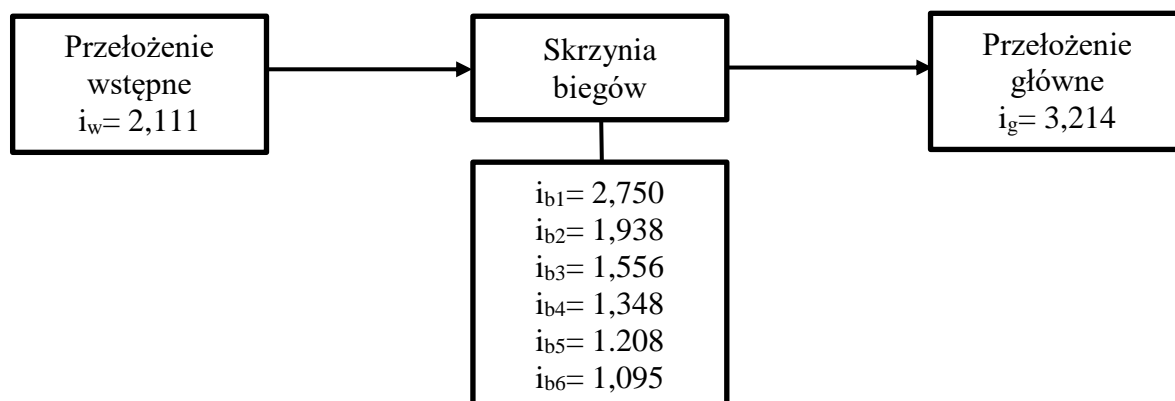 Przełożenie
wstępne
iw= 2,111
Skrzynia
biegów
Przełożenie
główne
ig= 3,214
ib1= 2,750
ib2= 1,938
ib3= 1,556
ib4= 1,348
ib5= 1.208
ib6= 1,095